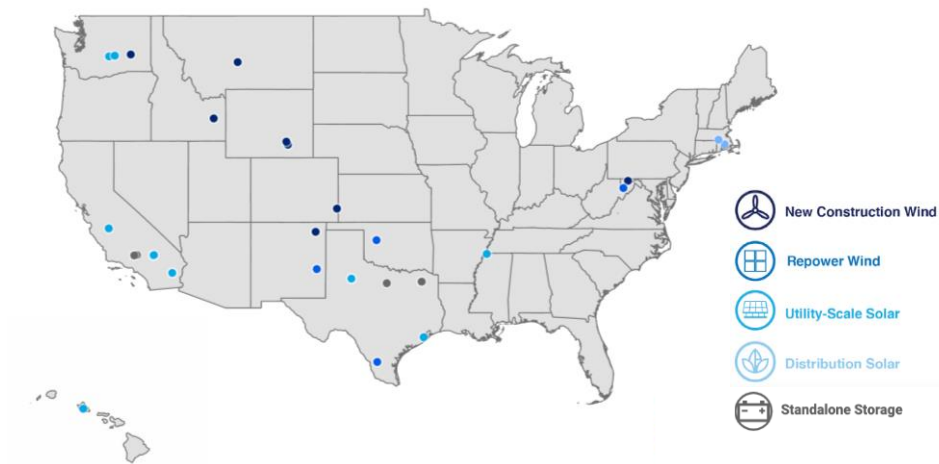 New Construction Wind
Repower Wind
Utility-Scale Solar
Distribution Solar
Standalone Storage